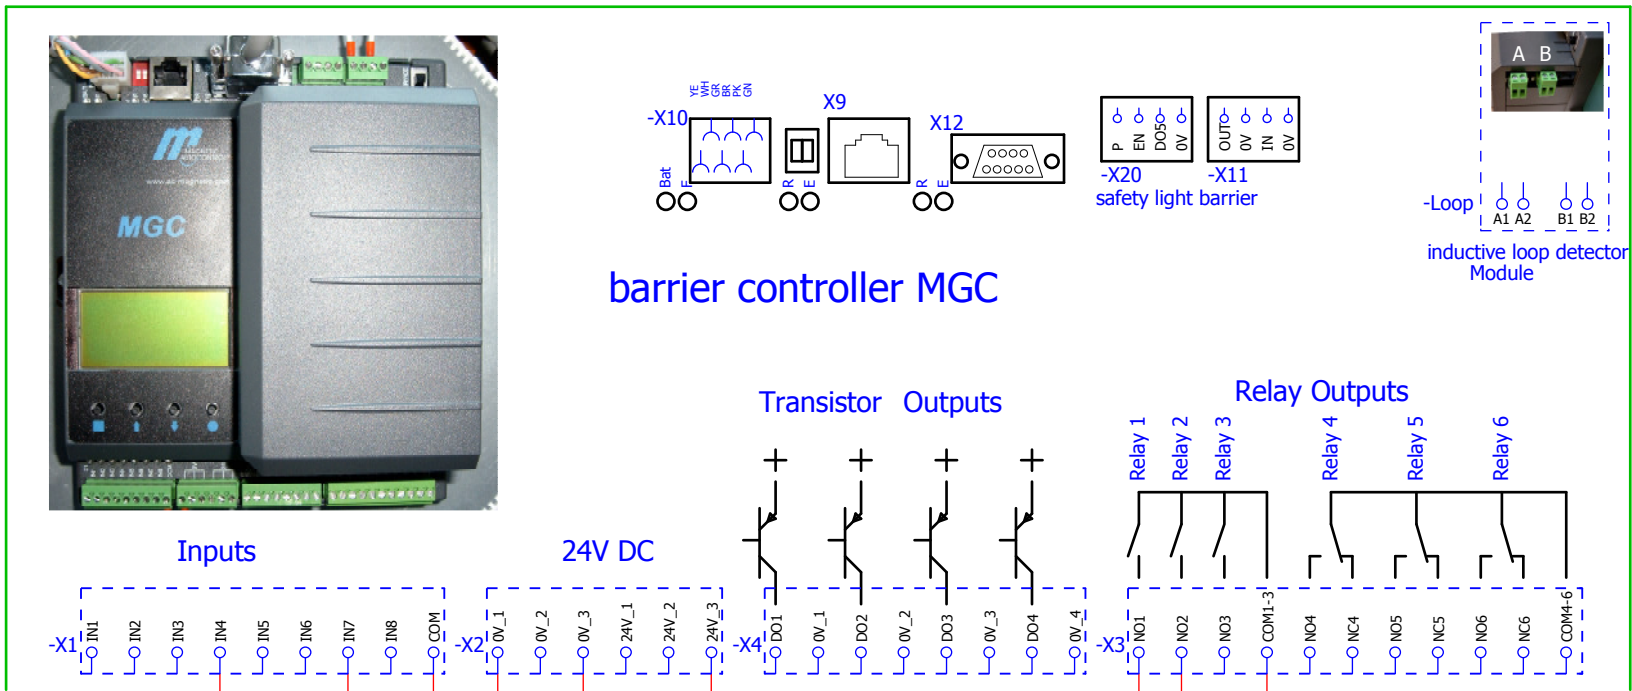 MAGNETIC
AUTOCONTROL
MGC
YE
WH
GR
BR
PK
GN
-X10
Bat
F
R
E
X9
R
E
X12
P
EN
DO5
0V
-X20
safety light barrier
OUT
0V
IN
0V
-X11
A B
-Loop
A1 A2 B1 B2
inductive loop detector
Module
barrier controller MGC
Transistor Outputs
Relay Outputs
Relay 1
Relay 2
Relay 3
Relay 4
Relay 5
Relay 6
Inputs
24V DC
-X1
IN1
IN2
IN3
IN4
IN5
IN6
IN7
IN8
COM
-X2
0V_1
0V_2
0V_3
24V_1
24V_2
24V_3
-X4
DO1
0V_1
DO2
0V_2
DO3
0V_3
DO4
0V_4
-X3
NO1
NO2
NO3
COM1-3
NO4
NC4
NO5
NC5
NO6
NC6
COM4-6